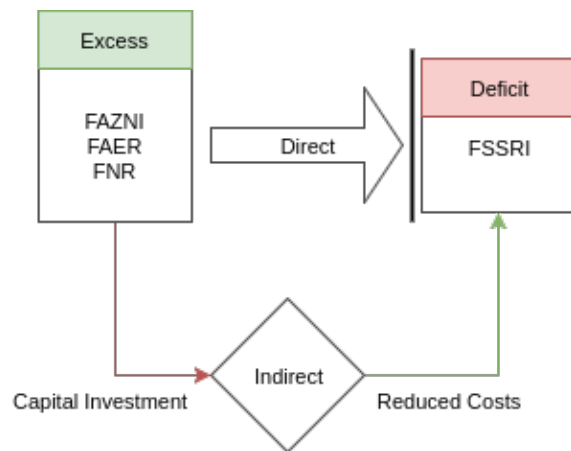 Excess
FAZNI
FAER
FNR
Direct
Deficit
FSSRI
Indirect
Capital Investment
Reduced Costs